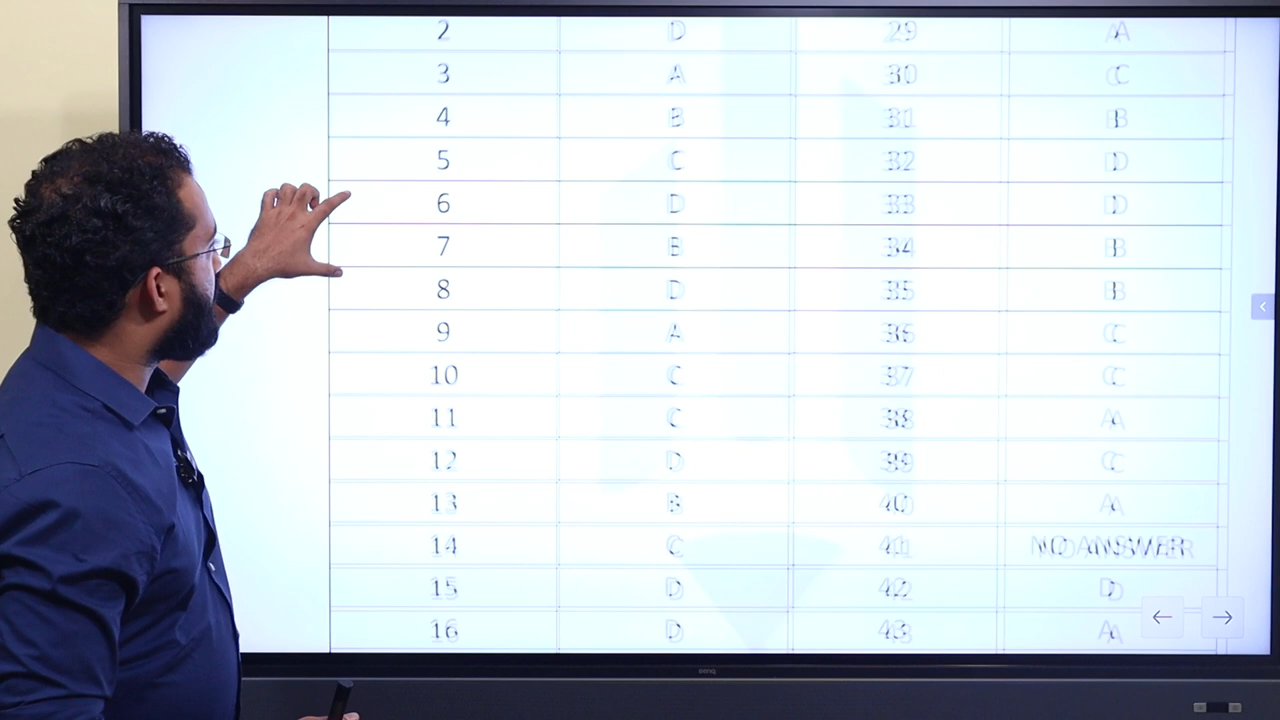 2 D 29 A
3 A 30 C
4 B 31 B
5 C 32 D
6 D 33 D
7 B 34 B
8 D 35 B
9 A 36 C
10 C 37 C
11 C 38 A
12 D 39 C
13 B 40 A
14 C 41 NO ANSWER
15 D 42 D
16 D 43 A
benq